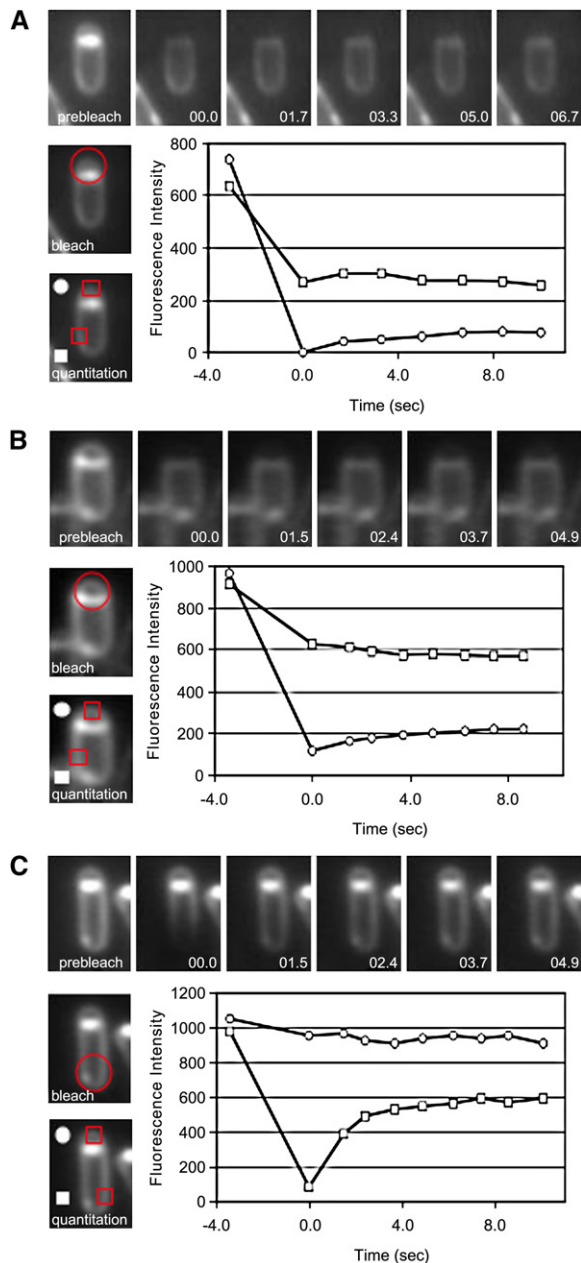 A
prebleach 00.0 01.7 03.3 05.0 06.7
bleach
quantitation
Fluorescence Intensity
800
600
400
200
0
-4.0 0.0 4.0 8.0
Time (sec)
B
prebleach 00.0 01.5 02.4 03.7 04.9
bleach
quantitation
Fluorescence Intensity
1000
800
600
400
200
0
-4.0 0.0 4.0 8.0
Time (sec)
C
prebleach 00.0 01.5 02.4 03.7 04.9
bleach
quantitation
Fluorescence Intensity
1200
1000
800
600
400
200
0
-4.0 0.0 4.0 8.0
Time (sec)